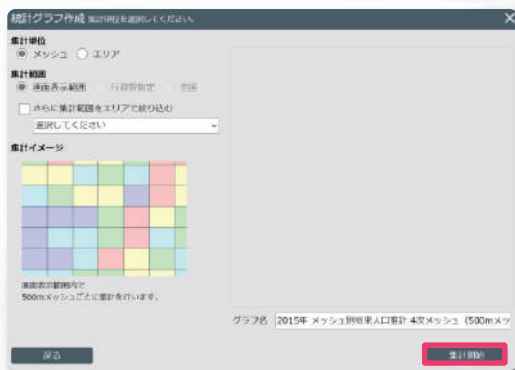 統計グラフ作成 集計単位を選択してください。
集計単位
メッシュ エリア
集計範囲
画面表示範囲 行政界指定 全国
さらに集計範囲をエリアで絞り込む
選択してください
集計イメージ
画面表示範囲内で
500mメッシュごとに集計を行います。
グラフ名 2015年 メッシュ別将来人口推計 4次メッシュ (500mメッ
戻る
集計開始